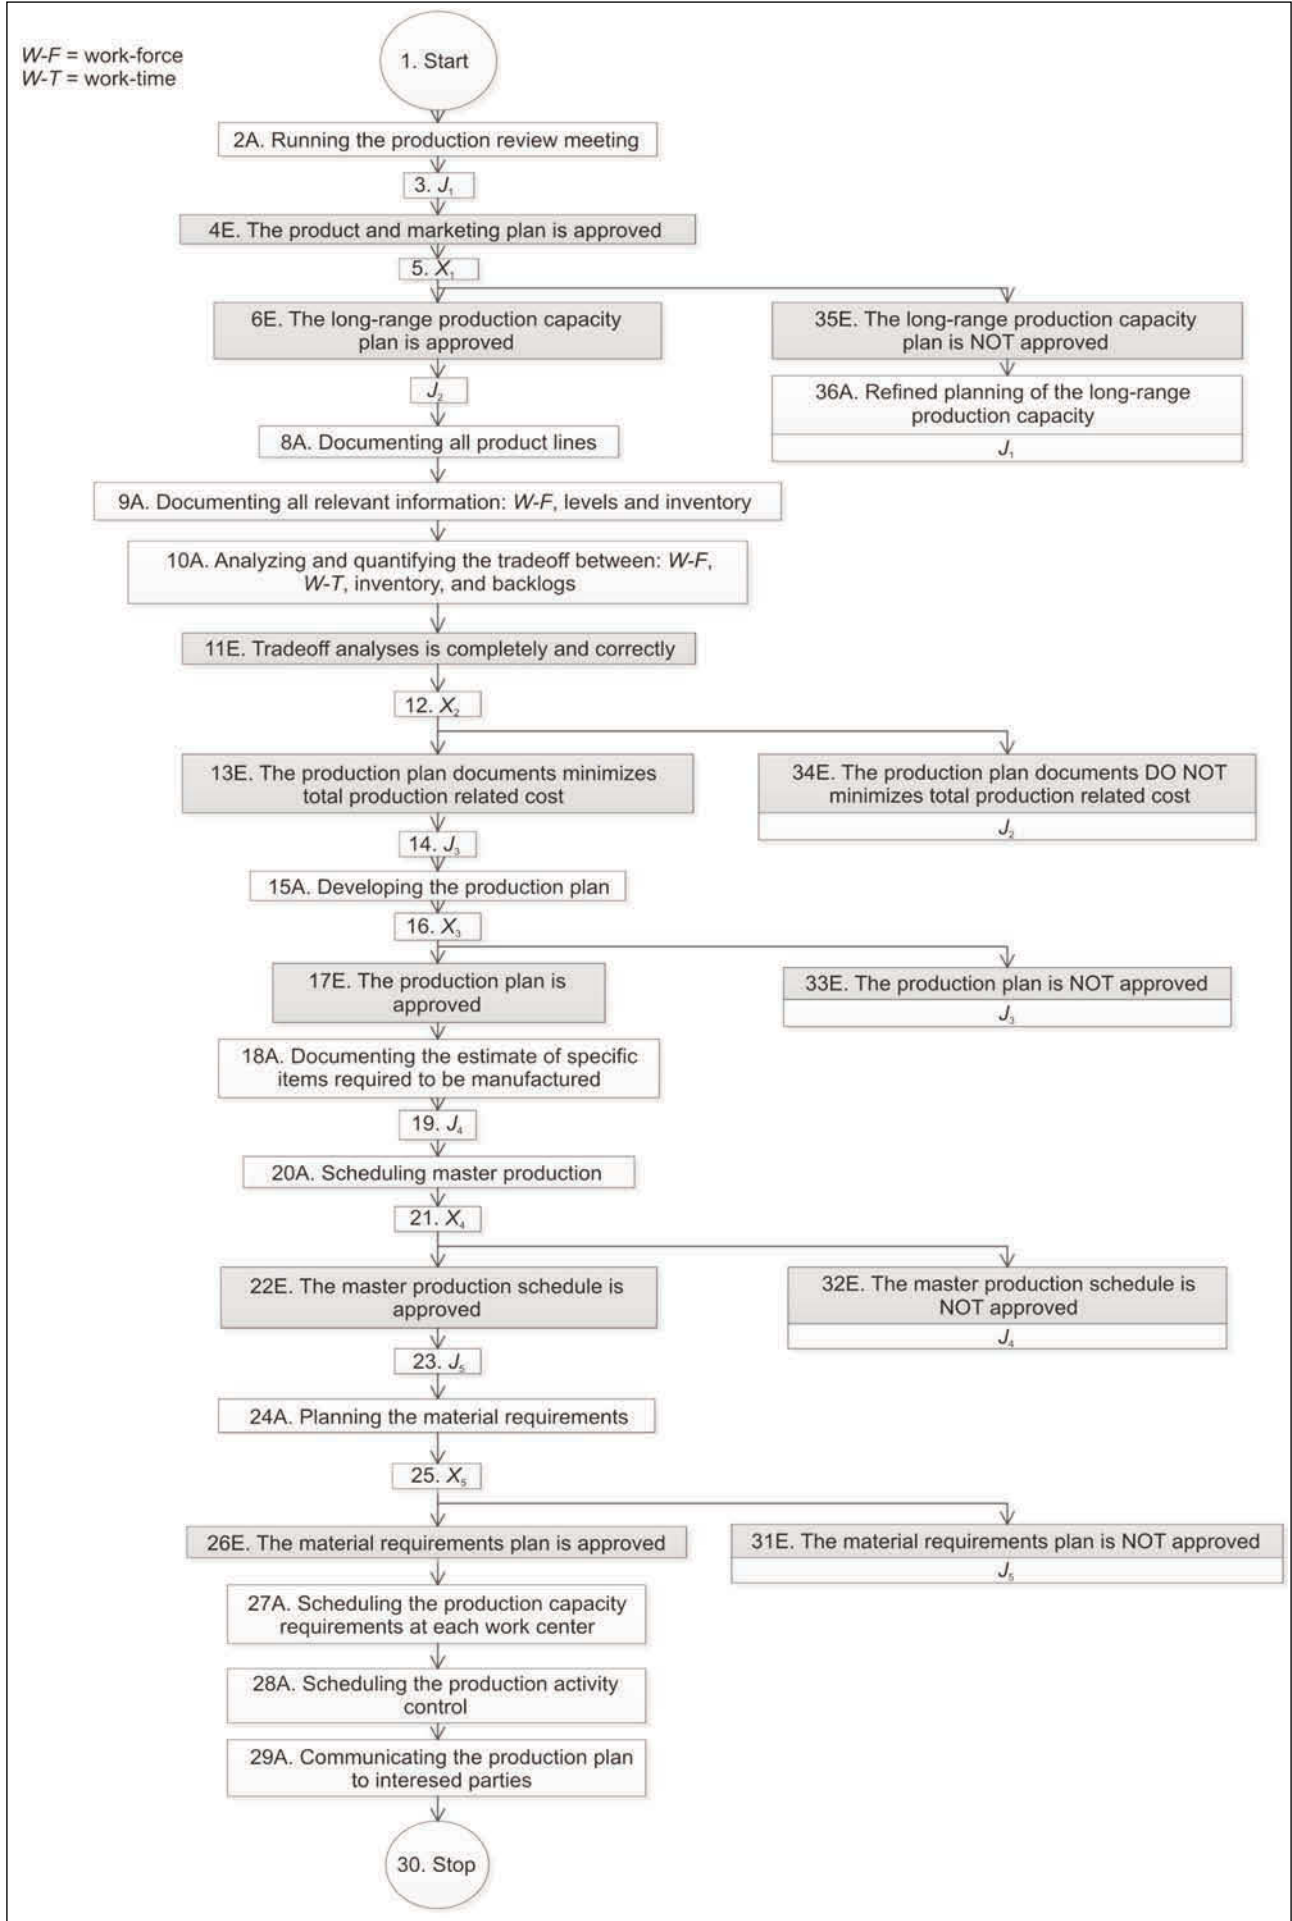 W-F = work-force
W-T = work-time
1. Start
2A. Running the production review meeting
3. J₁
4E. The product and marketing plan is approved
5. X₁
6E. The long-range production capacity
plan is approved
35E. The long-range production capacity
plan is NOT approved
J₂
36A. Refined planning of the long-range
production capacity
J₁
8A. Documenting all product lines
9A. Documenting all relevant information: W-F, levels and inventory
10A. Analyzing and quantifying the tradeoff between: W-F,
W-T, inventory, and backlogs
11E. Tradeoff analyses is completely and correctly
12. X₂
13E. The production plan documents minimizes
total production related cost
34E. The production plan documents DO NOT
minimizes total production related cost
J₂
14. J₃
15A. Developing the production plan
16. X₃
17E. The production plan is
approved
33E. The production plan is NOT approved
J₃
18A. Documenting the estimate of specific
items required to be manufactured
19. J₄
20A. Scheduling master production
21. X₄
22E. The master production schedule is
approved
32E. The master production schedule is
NOT approved
J₄
23. J₅
24A. Planning the material requirements
25. X₅
26E. The material requirements plan is approved
31E. The material requirements plan is NOT approved
J₅
27A. Scheduling the production capacity
requirements at each work center
28A. Scheduling the production activity
control
29A. Communicating the production plan
to interesed parties
30. Stop